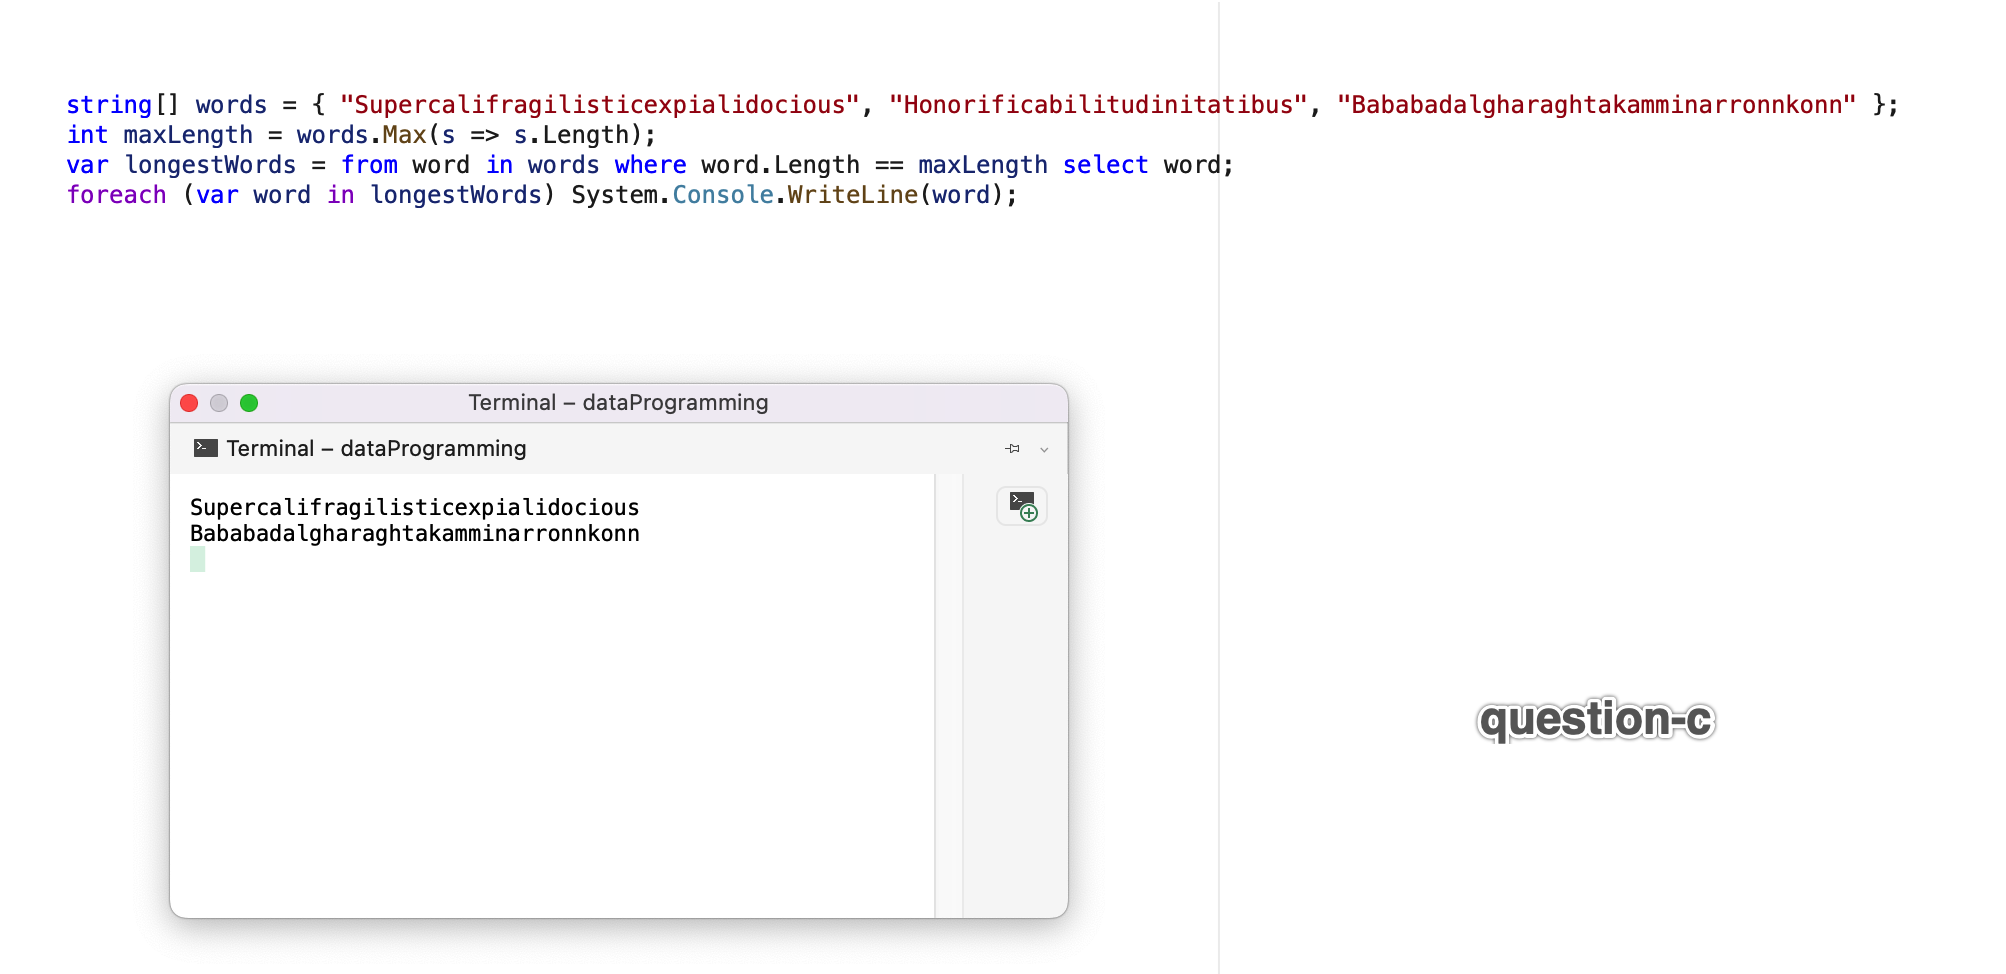 string[] words = { "Supercalifragilisticexpialidocious", "Honorificabilitudinitatibus", "Bababadalgharaghtakamminarronnkonn" };
int maxLength = words.Max(s => s.Length);
var longestWords = from word in words where word.Length == maxLength select word;
foreach (var word in longestWords) System.Console.WriteLine(word);
Terminal – dataProgramming
Terminal – dataProgramming
Supercalifragilisticexpialidocious
Bababadalgharaghtakamminarronnkonn
question-c